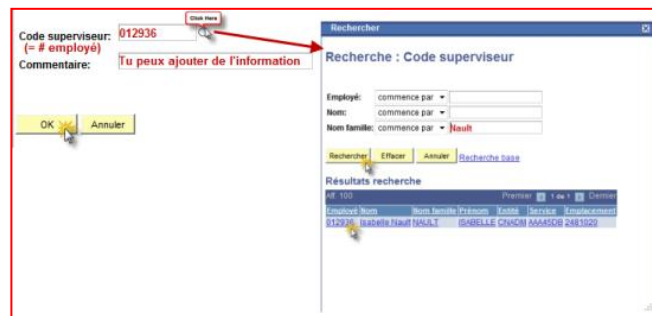 Click Here
Code superviseur: 012936
(= # employé)
Commentaire: Tu peux ajouter de l'information
OK Annuler
Rechercher
Recherche : Code superviseur
Employé: commence par
Nom: commence par
Nom famille: commence par Nault
Rechercher Effacer Annuler Recherche base
Résultats recherche
Aff. 100 Premier 1 de 1 Dernier
Employé Nom Nom famille Prénom Entité Service Emplacement
012936 Isabelle Nault NAULT ISABELLE CNADM AAA45DB 2481020